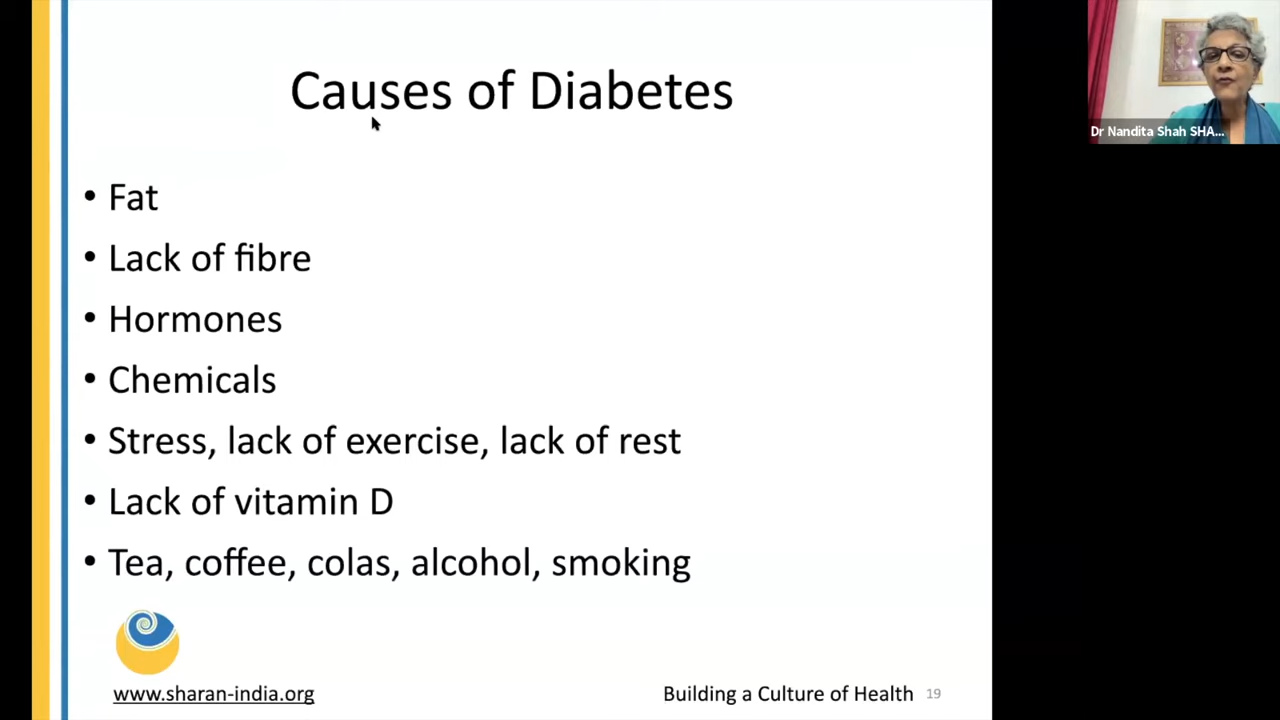 Causes of Diabetes
• Fat
• Lack of fibre
• Hormones
• Chemicals
• Stress, lack of exercise, lack of rest
• Lack of vitamin D
• Tea, coffee, colas, alcohol, smoking
www.sharan-india.org
Building a Culture of Health 19
Dr Nandita Shah SHA...